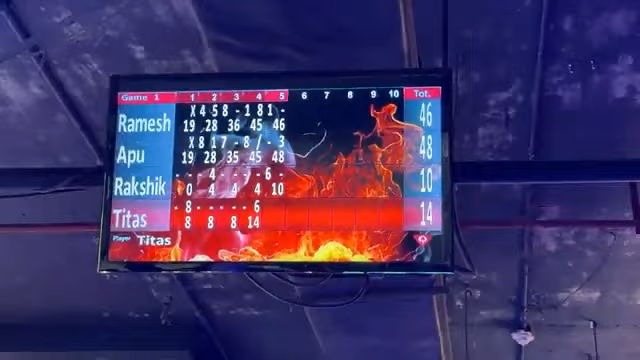 Game 1 1 2 3 4 5 6 7 8 9 10 Tot.
X 4 5 8 - 1 8 1 -
Ramesh 19 28 36 45 46 46
X 8 1 7 - 8 / - 3
Apu 19 28 35 45 48 48
- - - 4 - - - - 6 -
Rakshik 0 4 4 4 10 10
- 8 - - - - 6
Titas 8 8 8 14 14
Player Titas